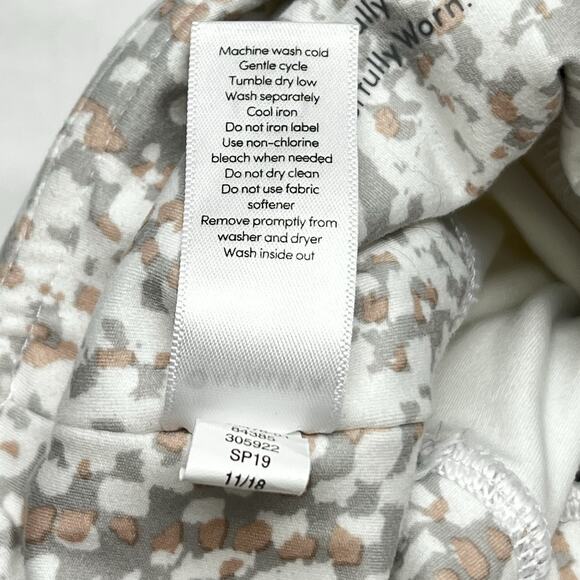 fully
fully Worn.
Machine wash cold
Gentle cycle
Tumble dry low
Wash separately
Cool iron
Do not iron label
Use non-chlorine
bleach when needed
Do not dry clean
Do not use fabric
softener
Remove promptly from
washer and dryer
Wash inside out
84385
305922
SP19
11/18